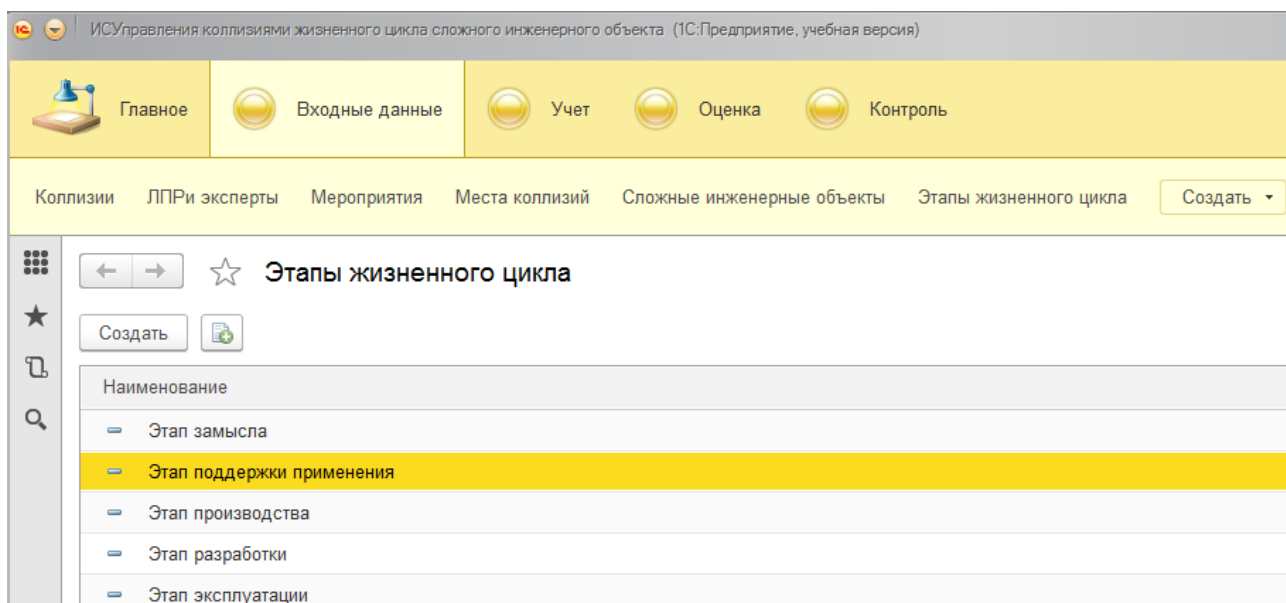 1С ИСУправления коллизиями жизненного цикла сложного инженерного объекта (1С:Предприятие, учебная версия)
Главное Входные данные Учет Оценка Контроль
Коллизии ЛПРи эксперты Мероприятия Места коллизий Сложные инженерные объекты Этапы жизненного цикла Создать
Этапы жизненного цикла
Создать
Наименование
Этап замысла
Этап поддержки применения
Этап производства
Этап разработки
Этап эксплуатации